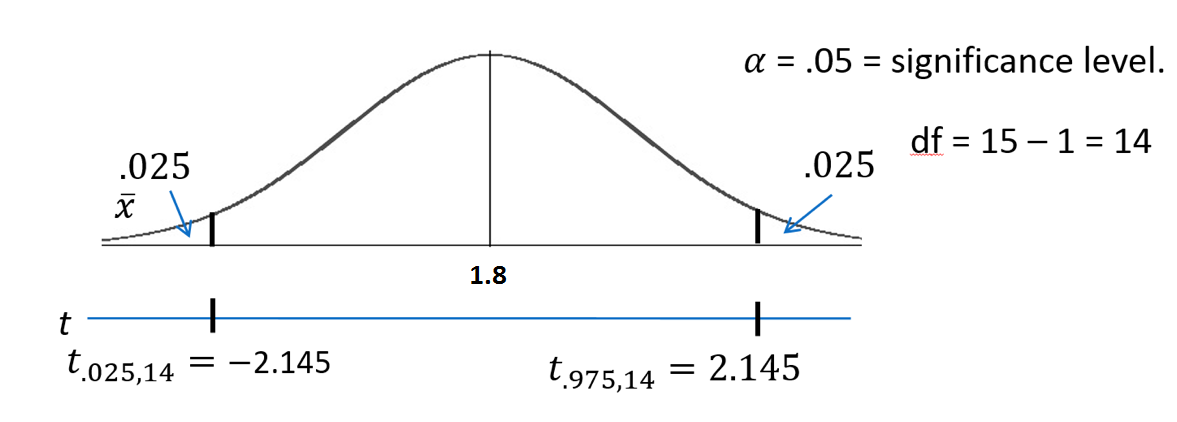 α = .05 = significance level.
df = 15 – 1 = 14
.025
x̄
.025
1.8
t
t.025,14 = −2.145
t.975,14 = 2.145